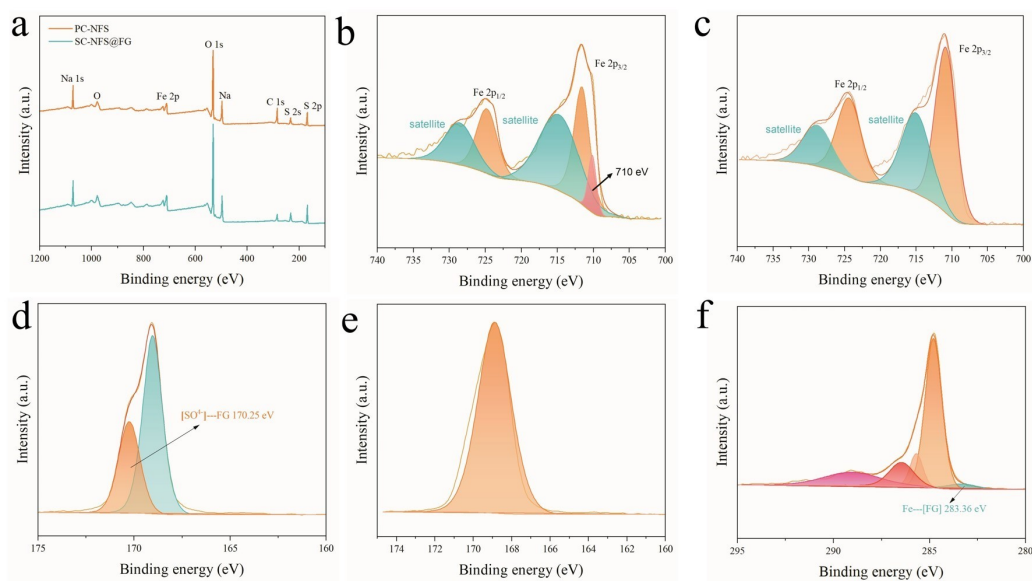 a
PC-NFS
SC-NFS@FG
Na 1s
O
Fe 2p
O 1s
Na
C 1s
S 2s
S 2p
Intensity (a.u.)
1200 1000 800 600 400 200
Binding energy (eV)
b
Fe 2p3/2
Fe 2p1/2
satellite
satellite
710 eV
Intensity (a.u.)
740 735 730 725 720 715 710 705 700
Binding energy (eV)
c
Fe 2p3/2
Fe 2p1/2
satellite
satellite
Intensity (a.u.)
740 735 730 725 720 715 710 705 700
Binding energy (eV)
d
FG 170.25 eV
Intensity (a.u.)
175 170 165 160
Binding energy (eV)
e
Intensity (a.u.)
174 172 170 168 166 164 162 160
Binding energy (eV)
f
Fe---[FG] 283.36 eV
Intensity (a.u.)
295 290 285 280
Binding energy (eV)